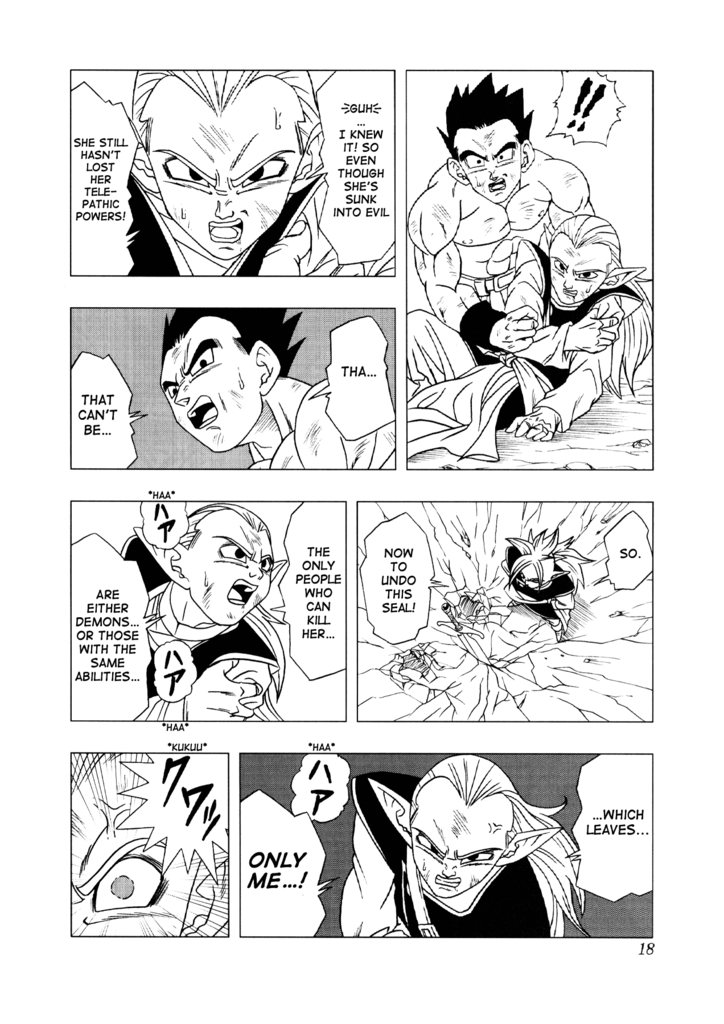 !!
※GUH※
...
I KNEW
IT! SO
EVEN
THOUGH
SHE'S
SUNK
INTO EVIL
SHE STILL
HASN'T
LOST
HER
TELE-
PATHIC
POWERS!
THA...
THAT
CAN'T
BE...
SO.
NOW
TO
UNDO
THIS
SEAL!
THE
ONLY
PEOPLE
WHO
CAN
KILL
HER...
*HAA*
ハア
ARE
EITHER
DEMONS...
OR THOSE
WITH THE
SAME
ABILITIES...
ハア
*HAA*
...WHICH
LEAVES...
*HAA*
ハア
ONLY
ME...!
*KUKUU*
クワッ
18